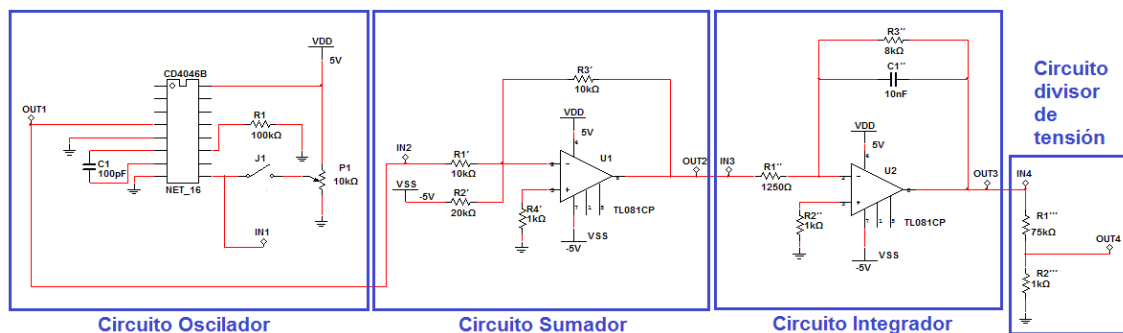 VDD
5V
CD4046B
OUT1
R1
100kΩ
C1
100pF
J1
P1
10kΩ
NET_16
IN1
Circuito Oscilador
R3'
10kΩ
VDD
5V
IN2
R1'
10kΩ
VSS
-5V
R2'
20kΩ
U1
OUT2
R4'
1kΩ
TL081CP
VSS
-5V
Circuito Sumador
R3''
8kΩ
C1''
10nF
VDD
5V
IN3
R1''
1250Ω
U2
OUT3
R2''
1kΩ
TL081CP
VSS
-5V
Circuito Integrador
Circuito
divisor
de
tensión
IN4
R1'''
75kΩ
OUT4
R2'''
1kΩ